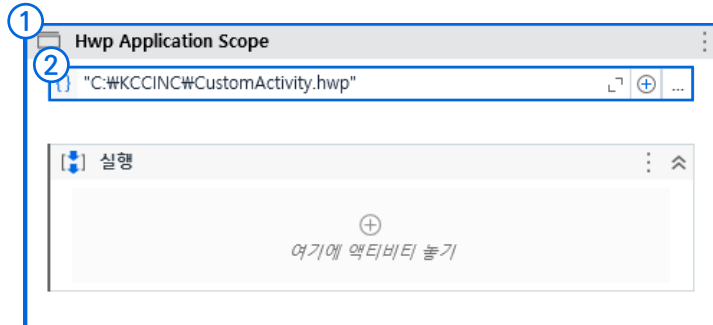 1
Hwp Application Scope
2
{} "C:₩KCCINC₩CustomActivity.hwp" ...
실행
여기에 액티비티 놓기